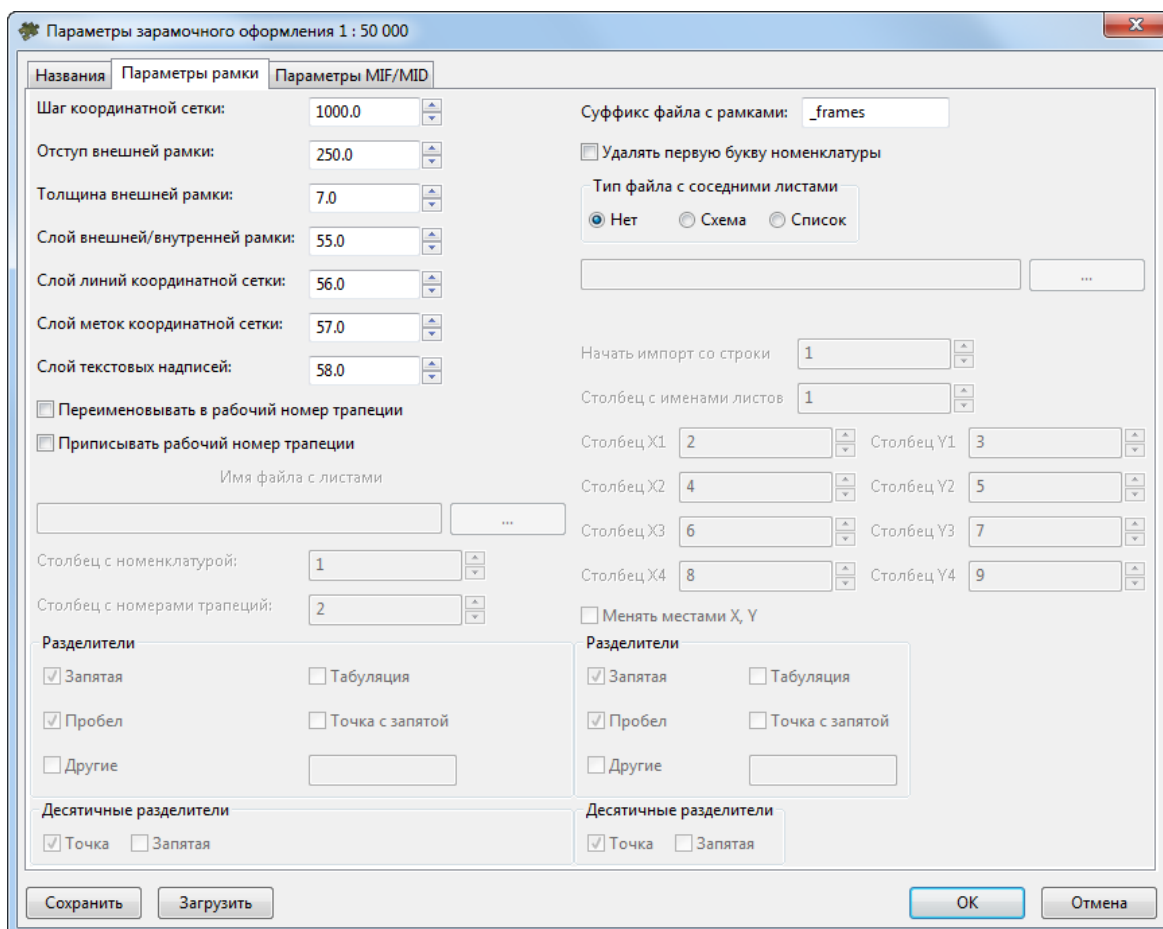 Параметры зарамочного оформления 1 : 50 000
Названия
Параметры рамки
Параметры MIF/MID
Шаг координатной сетки:
1000.0
Отступ внешней рамки:
250.0
Толщина внешней рамки:
7.0
Слой внешней/внутренней рамки:
55.0
Слой линий координатной сетки:
56.0
Слой меток координатной сетки:
57.0
Слой текстовых надписей:
58.0
Переименовывать в рабочий номер трапеции
Приписывать рабочий номер трапеции
Имя файла с листами
...
Столбец с номенклатурой:
1
Столбец с номерами трапеций:
2
Разделители
Запятая
Табуляция
Пробел
Точка с запятой
Другие
Десятичные разделители
Точка
Запятая
Суффикс файла с рамками:
_frames
Удалять первую букву номенклатуры
Тип файла с соседними листами
Нет
Схема
Список
...
Начать импорт со строки
1
Столбец с именами листов
1
Столбец X1
2
Столбец Y1
3
Столбец X2
4
Столбец Y2
5
Столбец X3
6
Столбец Y3
7
Столбец X4
8
Столбец Y4
9
Менять местами X, Y
Разделители
Запятая
Табуляция
Пробел
Точка с запятой
Другие
Десятичные разделители
Точка
Запятая
Сохранить
Загрузить
OK
Отмена